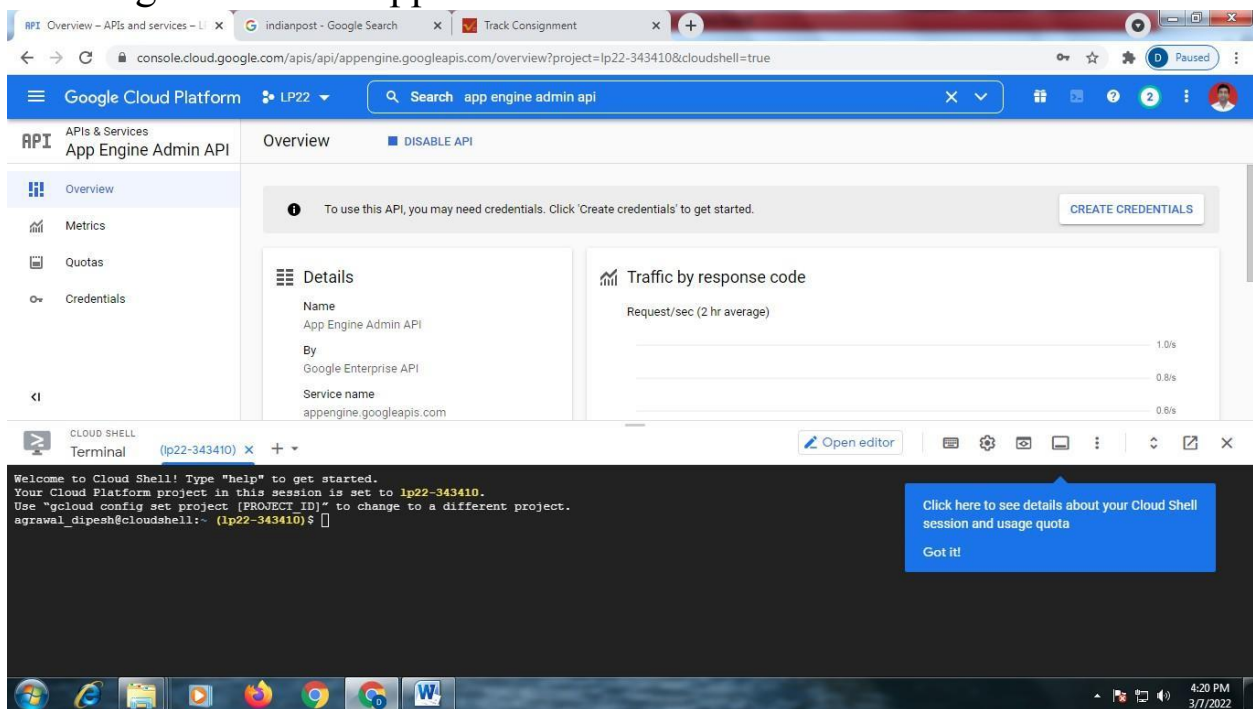 Overview – APIs and services – L
indianpost - Google Search
Track Consignment
console.cloud.google.com/apis/api/appengine.googleapis.com/overview?project=lp22-343410&cloudshell=true
D Paused
Google Cloud Platform
LP22
Search app engine admin api
2
API
APIs & Services
App Engine Admin API
Overview
DISABLE API
Overview
Metrics
Quotas
Credentials
To use this API, you may need credentials. Click 'Create credentials' to get started.
CREATE CREDENTIALS
Details
Name
App Engine Admin API
By
Google Enterprise API
Service name
appengine.googleapis.com
Traffic by response code
Request/sec (2 hr average)
1.0/s
0.8/s
0.6/s
CLOUD SHELL
Terminal
(lp22-343410)
Open editor
Welcome to Cloud Shell! Type "help" to get started.
Your Cloud Platform project in this session is set to lp22-343410.
Use "gcloud config set project [PROJECT_ID]" to change to a different project.
agrawal_dipesh@cloudshell:~ (lp22-343410)$
Click here to see details about your Cloud Shell
session and usage quota
Got it!
4:20 PM
3/7/2022